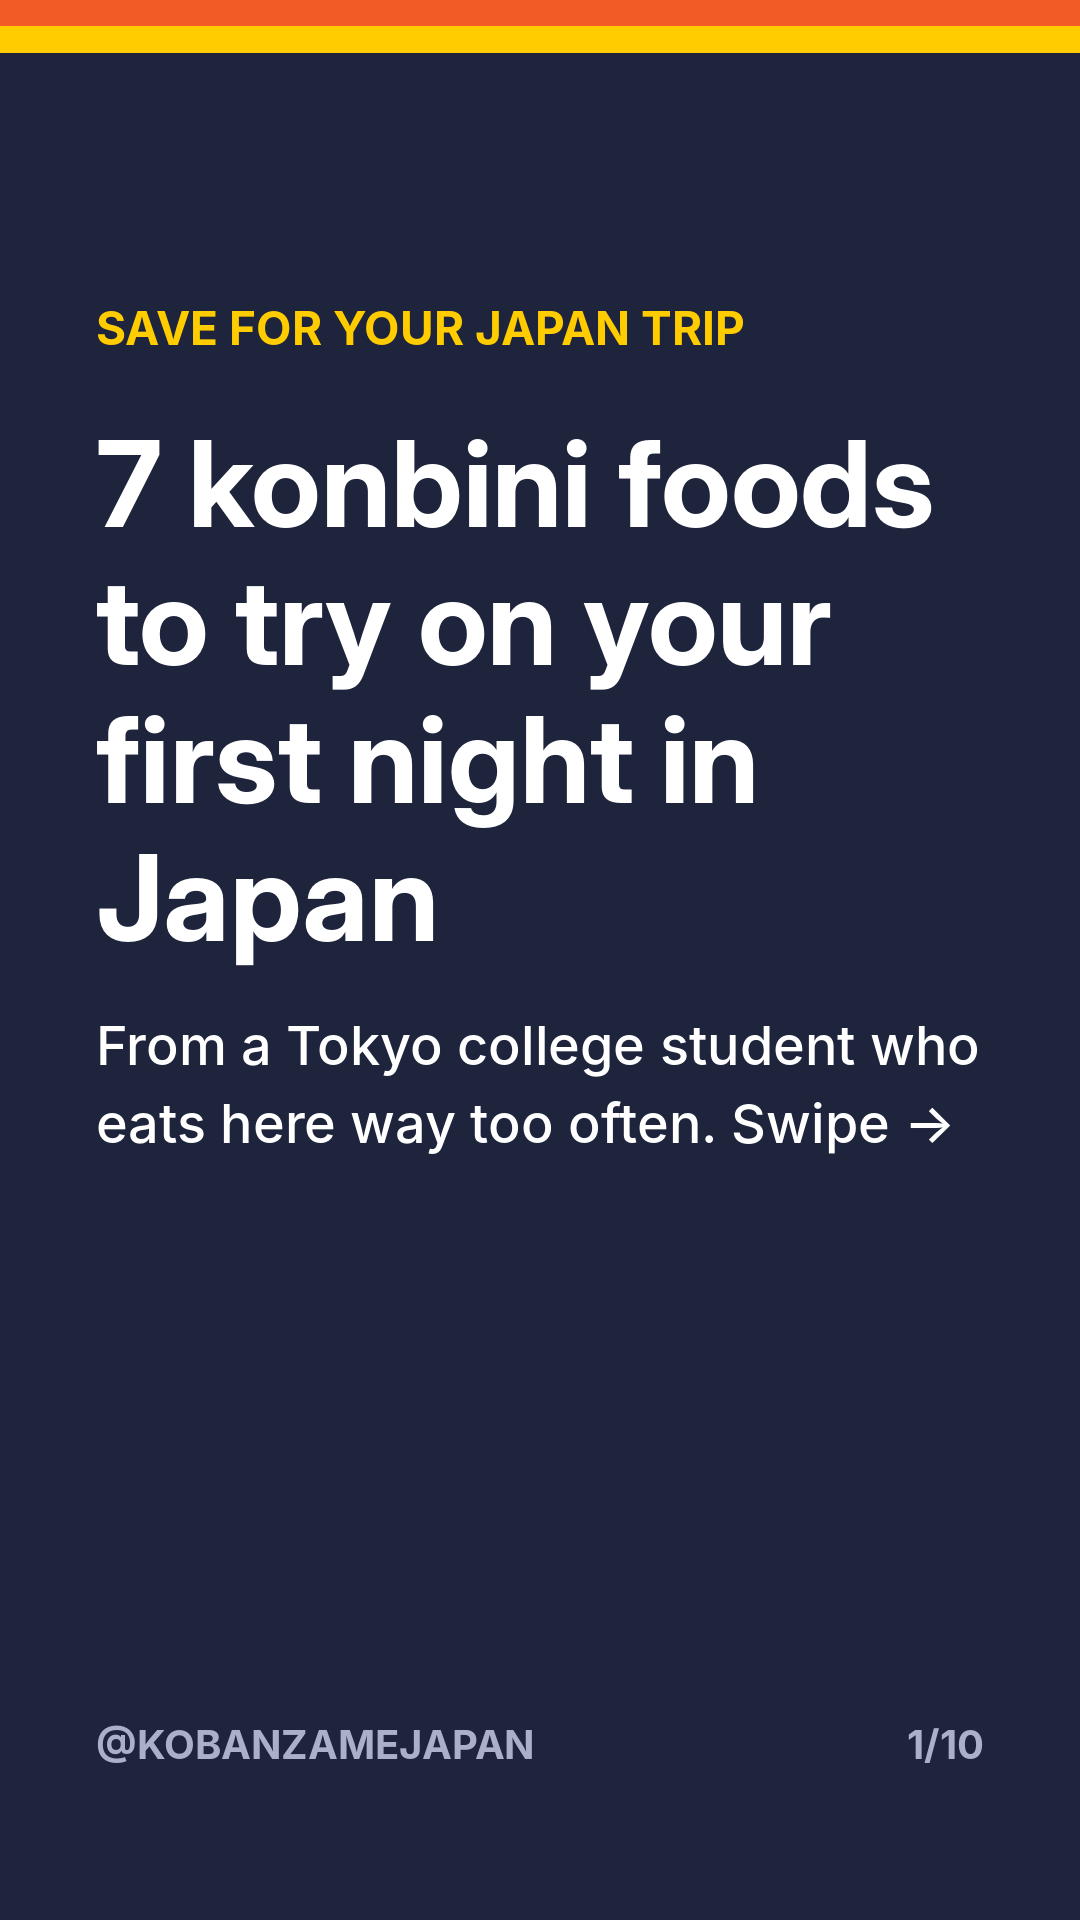 SAVE FOR YOUR JAPAN TRIP
7 konbini foods
to try on your
first night in
Japan
From a Tokyo college student who
eats here way too often. Swipe →
@KOBANZAMEJAPAN
1/10